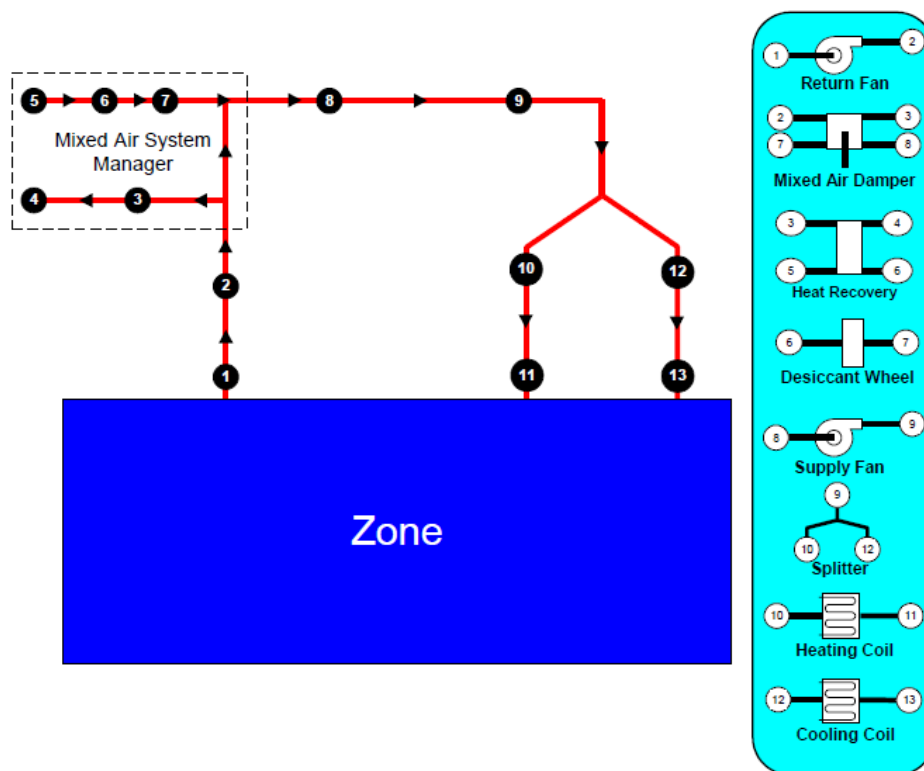 5 6 7 8 9
Mixed Air System
Manager
4 3
2
10 12
1 11 13
Zone
1 2
Return Fan
2 3
7 8
Mixed Air Damper
3 4
5 6
Heat Recovery
6 7
Desiccant Wheel
8 9
Supply Fan
9
10 12
Splitter
10 11
Heating Coil
12 13
Cooling Coil